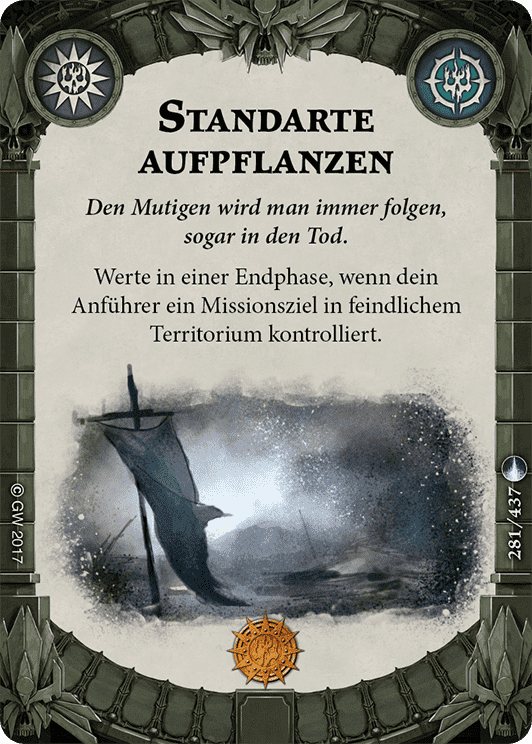 STANDARTE
AUFPFLANZEN
Den Mutigen wird man immer folgen,
sogar in den Tod.
Werte in einer Endphase, wenn dein
Anführer ein Missionsziel in feindlichem
Territorium kontrolliert.
© GW 2017
281/437